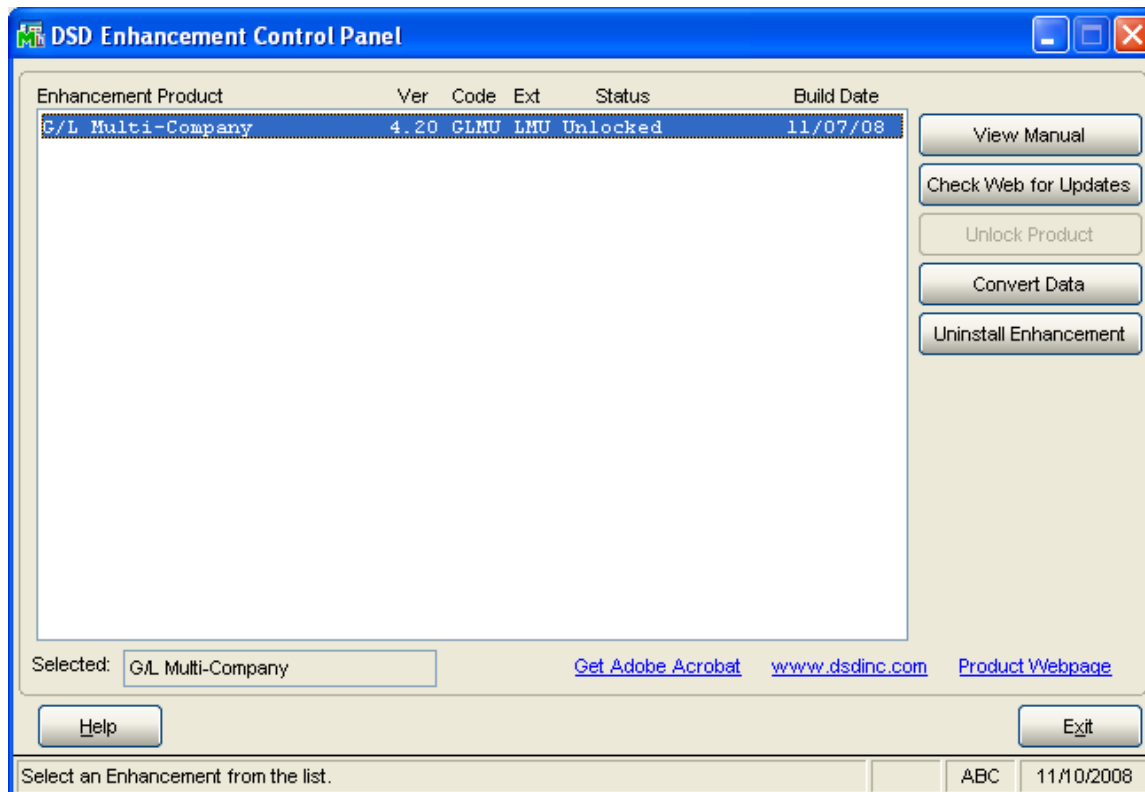 DSD Enhancement Control Panel
Enhancement Product Ver Code Ext Status Build Date
G/L Multi-Company 4.20 GLMU LMU Unlocked 11/07/08
View Manual
Check Web for Updates
Unlock Product
Convert Data
Uninstall Enhancement
Selected: G/L Multi-Company Get Adobe Acrobat www.dsdinc.com Product Webpage
Help Exit
Select an Enhancement from the list. ABC 11/10/2008